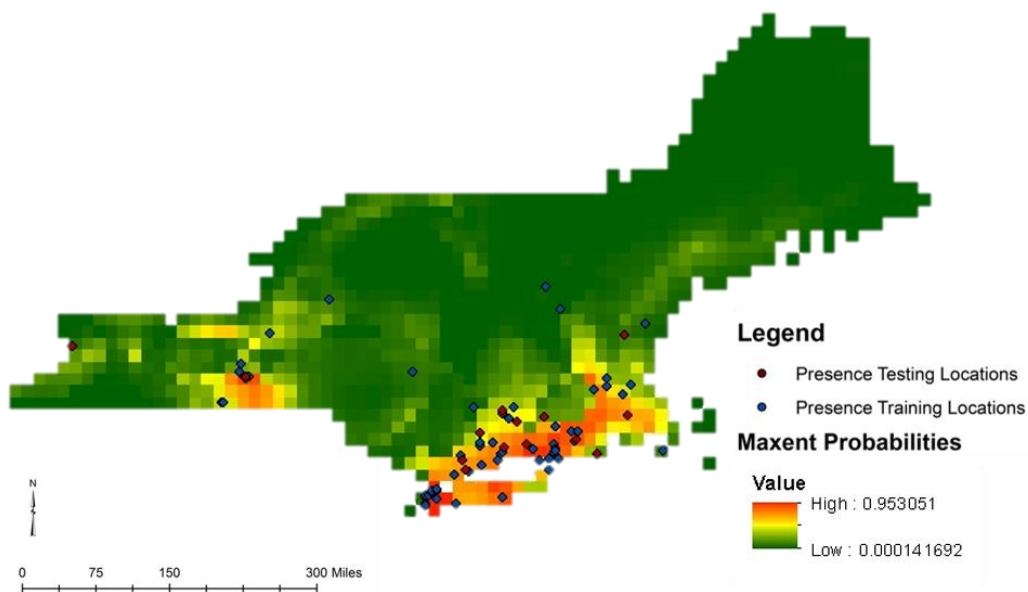 Legend
Presence Testing Locations
Presence Training Locations
Maxent Probabilities
Value
High : 0.953051
Low : 0.000141692
N
0 75 150 300 Miles